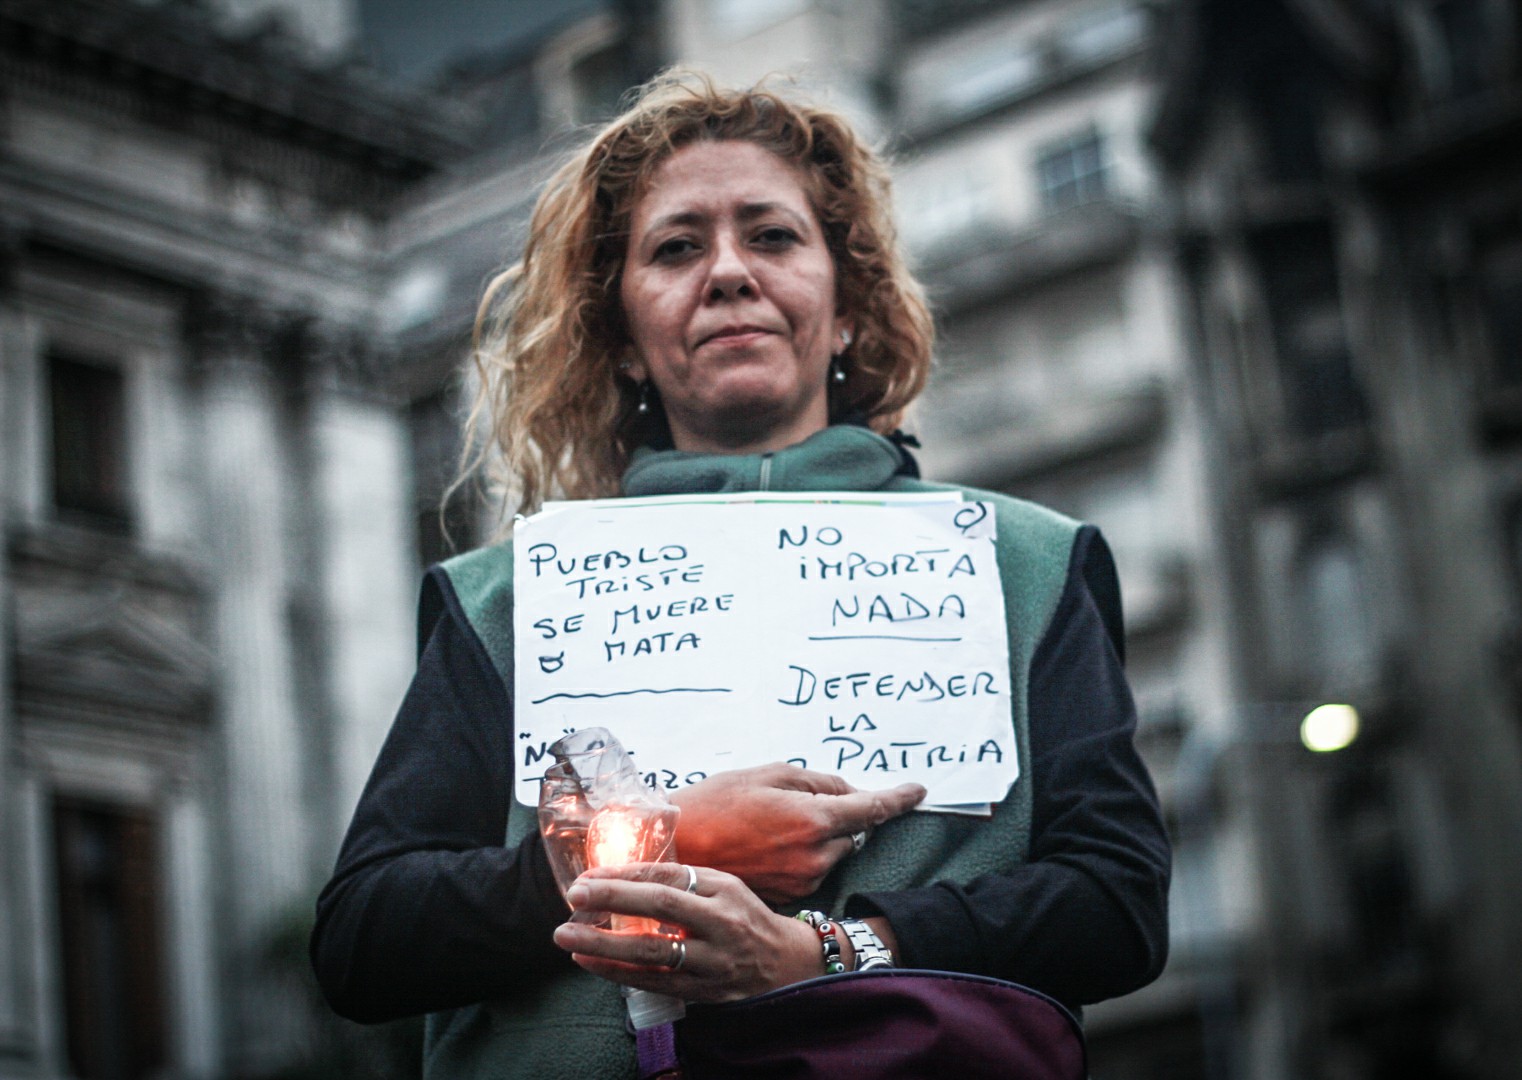 PUEBLO
TRISTE
SE MUERE
O MATA
NO
IMPORTA
NADA
DEFENDER
LA
PATRIA